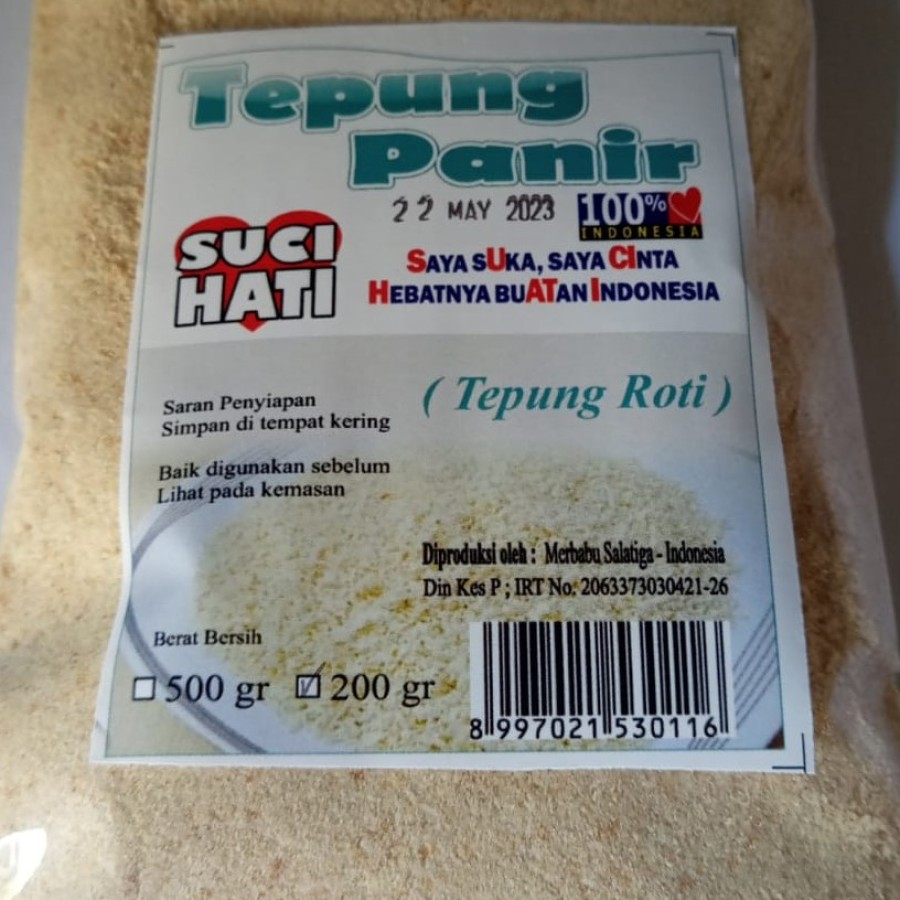 Tepung
Panir
22 MAY 2023
100%
INDONESIA
SUCI
HATI
SAYA SUKA, SAYA CINTA
HEBATNYA BUATAN INDONESIA
( Tepung Roti )
Saran Penyiapan
Simpan di tempat kering
Baik digunakan sebelum
Lihat pada kemasan
Diproduksi oleh : Merbabu Salatiga - Indonesia
Din Kes P ; IRT No. 2063373030421-26
Berat Bersih
500 gr 200 gr
8 997021 530116